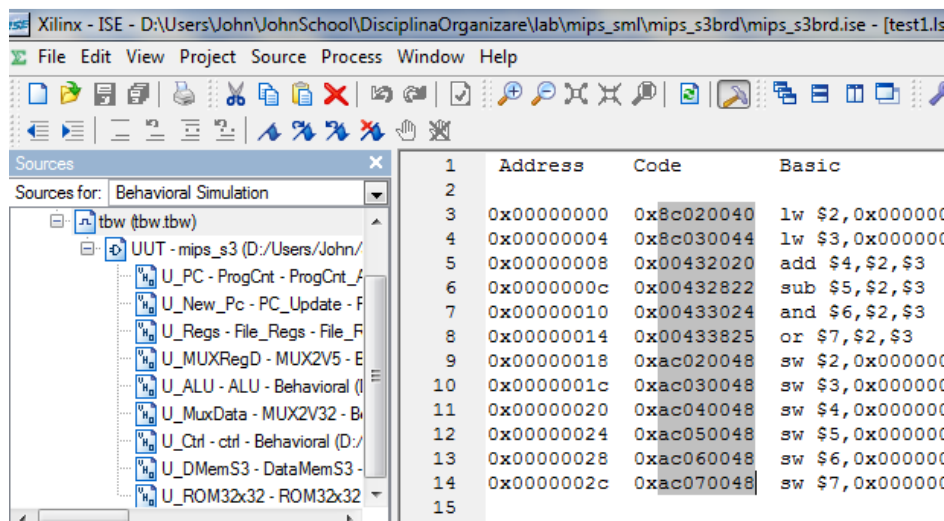 Xilinx - ISE - D:\Users\John\JohnSchool\DisciplinaOrganizare\lab\mips_sml\mips_s3brd\mips_s3brd.ise - [test1.ls
File Edit View Project Source Process Window Help
Sources
Sources for: Behavioral Simulation
tbw (tbw.tbw)
UUT - mips_s3 (D:/Users/John/
U_PC - ProgCnt - ProgCnt_A
U_New_Pc - PC_Update - F
U_Regs - File_Regs - File_R
U_MUXRegD - MUX2V5 - E
U_ALU - ALU - Behavioral (I
U_MuxData - MUX2V32 - Be
U_Ctrl - ctrl - Behavioral (D:/
U_DMemS3 - DataMemS3 -
U_ROM32x32 - ROM32x32
1 Address Code Basic
2
3 0x00000000 0x8c020040 lw $2,0x000000
4 0x00000004 0x8c030044 lw $3,0x000000
5 0x00000008 0x00432020 add $4,$2,$3
6 0x0000000c 0x00432822 sub $5,$2,$3
7 0x00000010 0x00433024 and $6,$2,$3
8 0x00000014 0x00433825 or $7,$2,$3
9 0x00000018 0xac020048 sw $2,0x000000
10 0x0000001c 0xac030048 sw $3,0x000000
11 0x00000020 0xac040048 sw $4,0x000000
12 0x00000024 0xac050048 sw $5,0x000000
13 0x00000028 0xac060048 sw $6,0x000000
14 0x0000002c 0xac070048 sw $7,0x000000
15